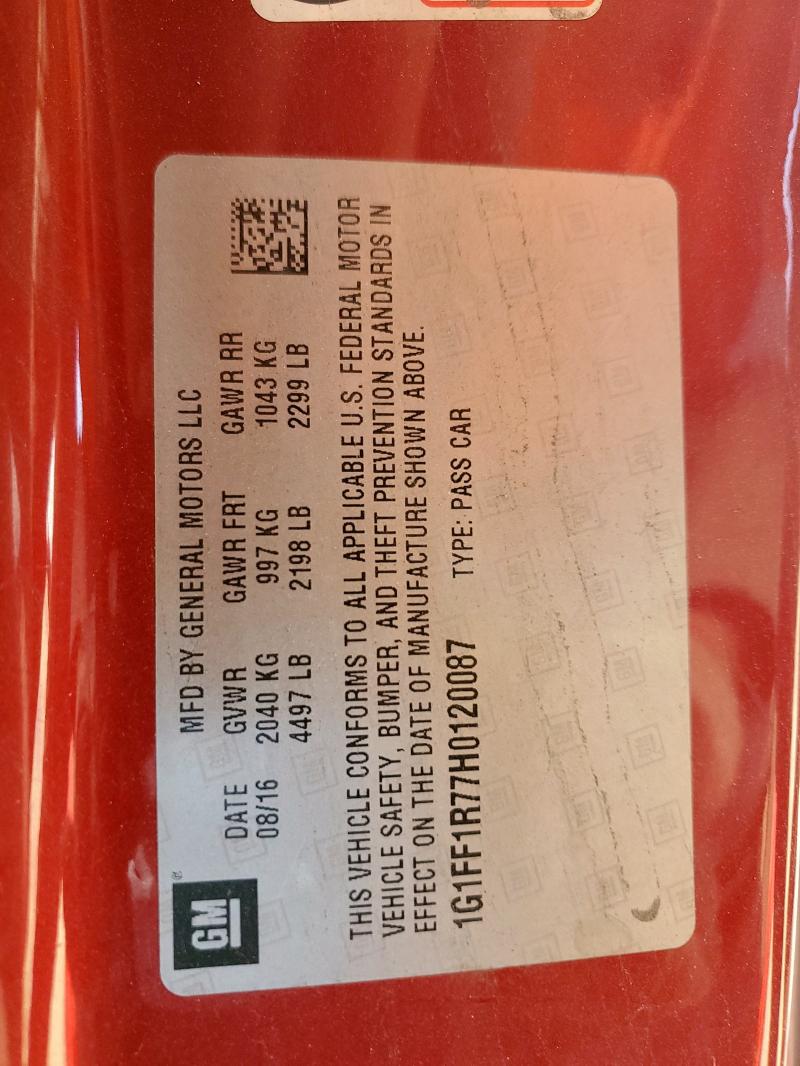 GM®
MFD BY GENERAL MOTORS LLC
DATE GVWR GAWR FRT GAWR RR
08/16 2040 KG 997 KG 1043 KG
4497 LB 2198 LB 2299 LB
THIS VEHICLE CONFORMS TO ALL APPLICABLE U.S. FEDERAL MOTOR
VEHICLE SAFETY, BUMPER, AND THEFT PREVENTION STANDARDS IN
EFFECT ON THE DATE OF MANUFACTURE SHOWN ABOVE.
1G1FF1R77H0120087 TYPE: PASS CAR